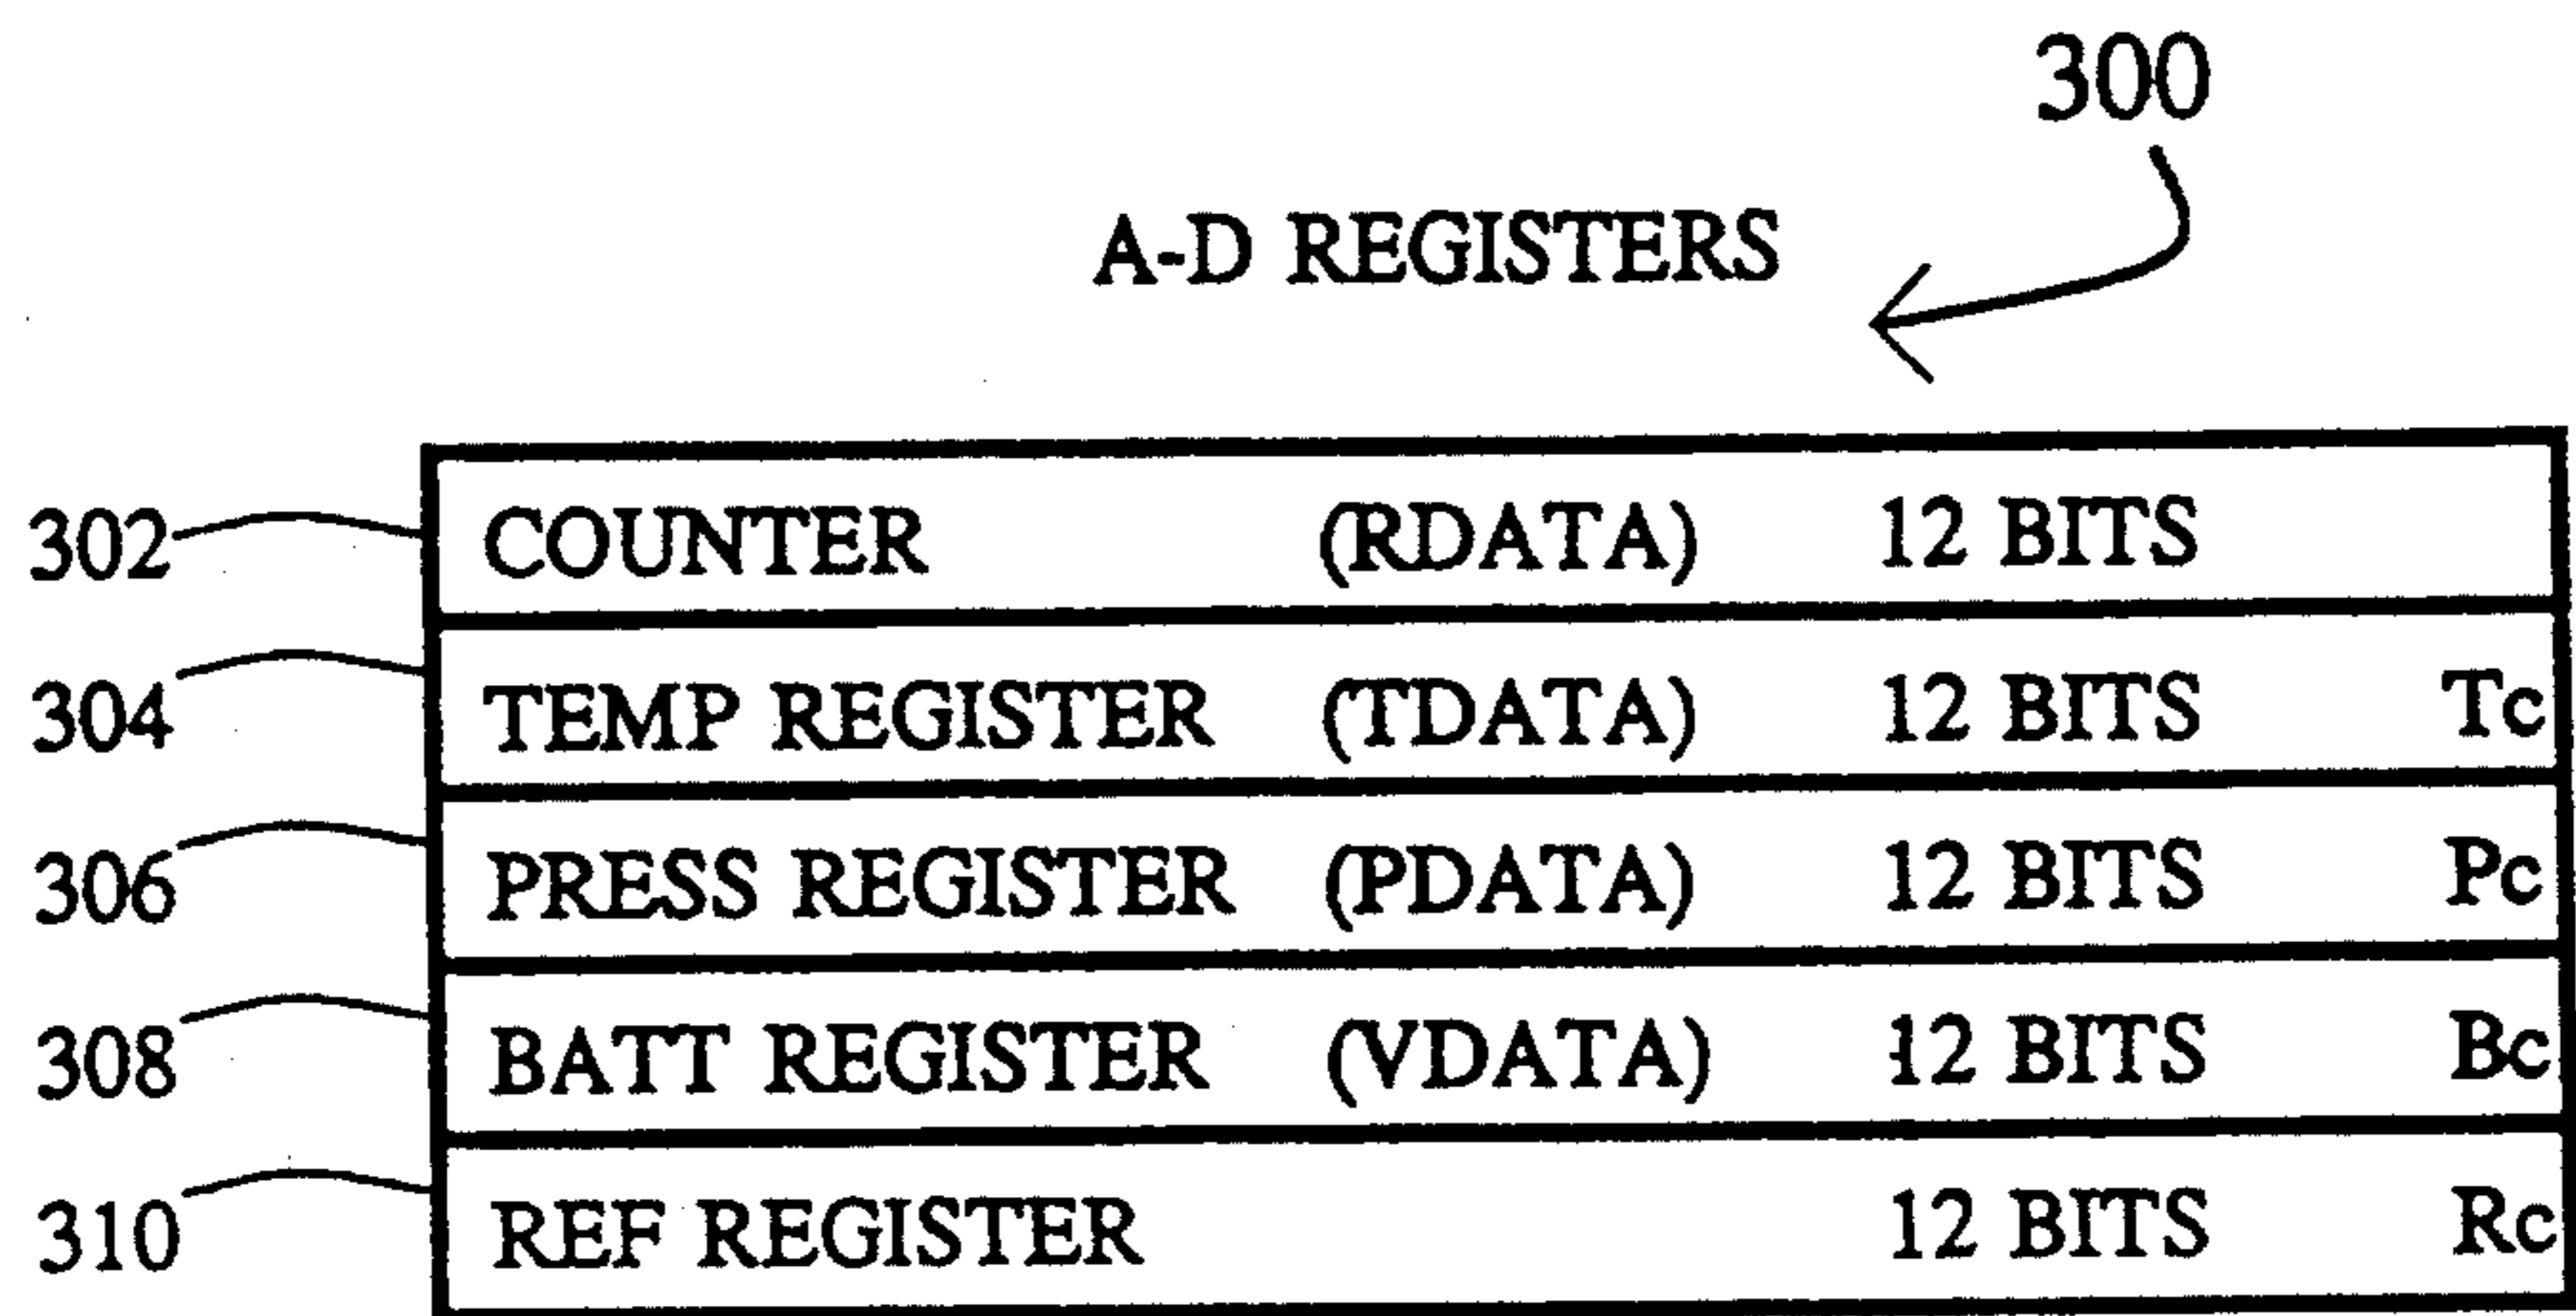 300
A-D REGISTERS
302 COUNTER (RDATA) 12 BITS
304 TEMP REGISTER (TDATA) 12 BITS Tc
306 PRESS REGISTER (PDATA) 12 BITS Pc
308 BATT REGISTER (VDATA) 12 BITS Bc
310 REF REGISTER 12 BITS Rc